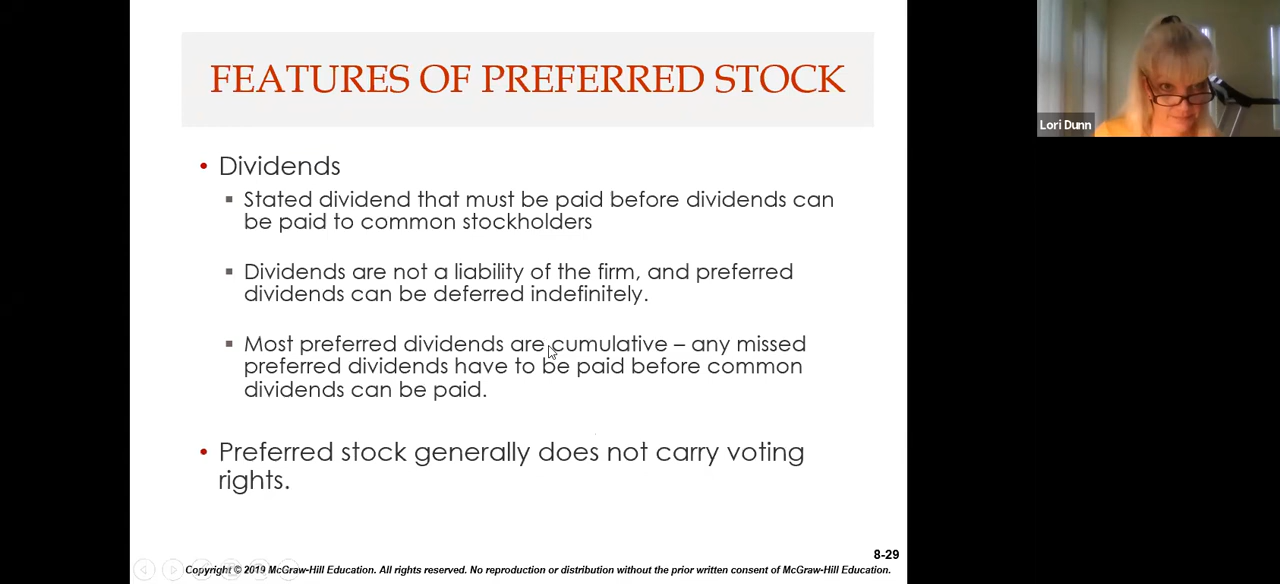 FEATURES OF PREFERRED STOCK
Lori Dunn
• Dividends
▪ Stated dividend that must be paid before dividends can
be paid to common stockholders
▪ Dividends are not a liability of the firm, and preferred
dividends can be deferred indefinitely.
▪ Most preferred dividends are cumulative – any missed
preferred dividends have to be paid before common
dividends can be paid.
• Preferred stock generally does not carry voting
rights.
8-29
Copyright © 2019 McGraw-Hill Education. All rights reserved. No reproduction or distribution without the prior written consent of McGraw-Hill Education.